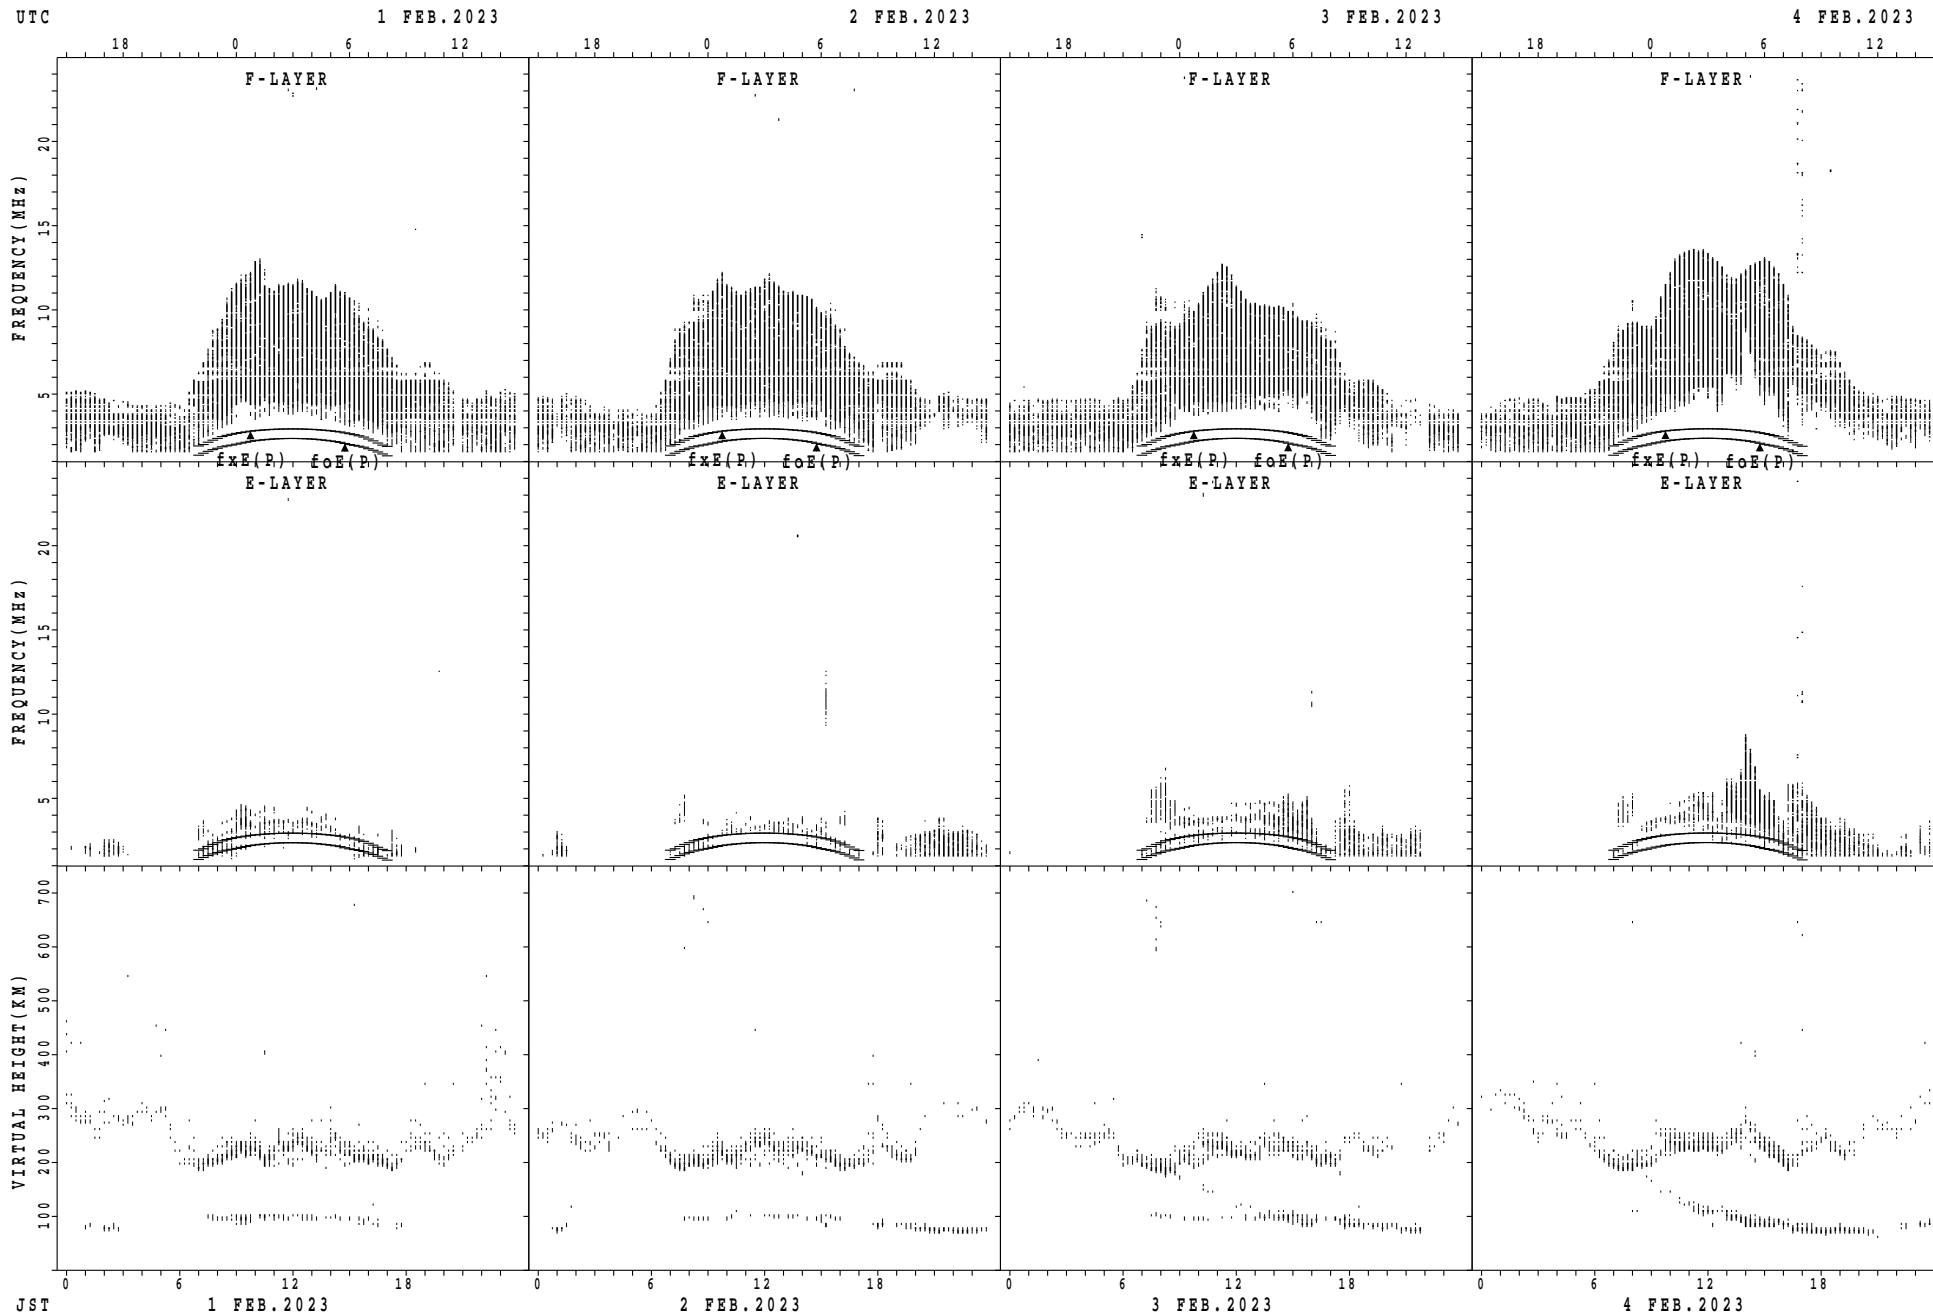 UTC 1 FEB.2023 2 FEB.2023 3 FEB.2023 4 FEB.2023
18 0 6 12 18 0 6 12 18 0 6 12 18 0 6 12
F-LAYER F-LAYER F-LAYER F-LAYER
FREQUENCY(MHz)
20
15
10
5
fxE(P) foE(P) fxE(P) foE(P) fxE(P) foE(P) fxE(P) foE(P)
E-LAYER E-LAYER E-LAYER E-LAYER
FREQUENCY(MHz)
20
15
10
5
VIRTUAL HEIGHT(KM)
700
600
500
400
300
200
100
0 6 12 18 0 6 12 18 0 6 12 18 0 6 12 18
JST 1 FEB.2023 2 FEB.2023 3 FEB.2023 4 FEB.2023